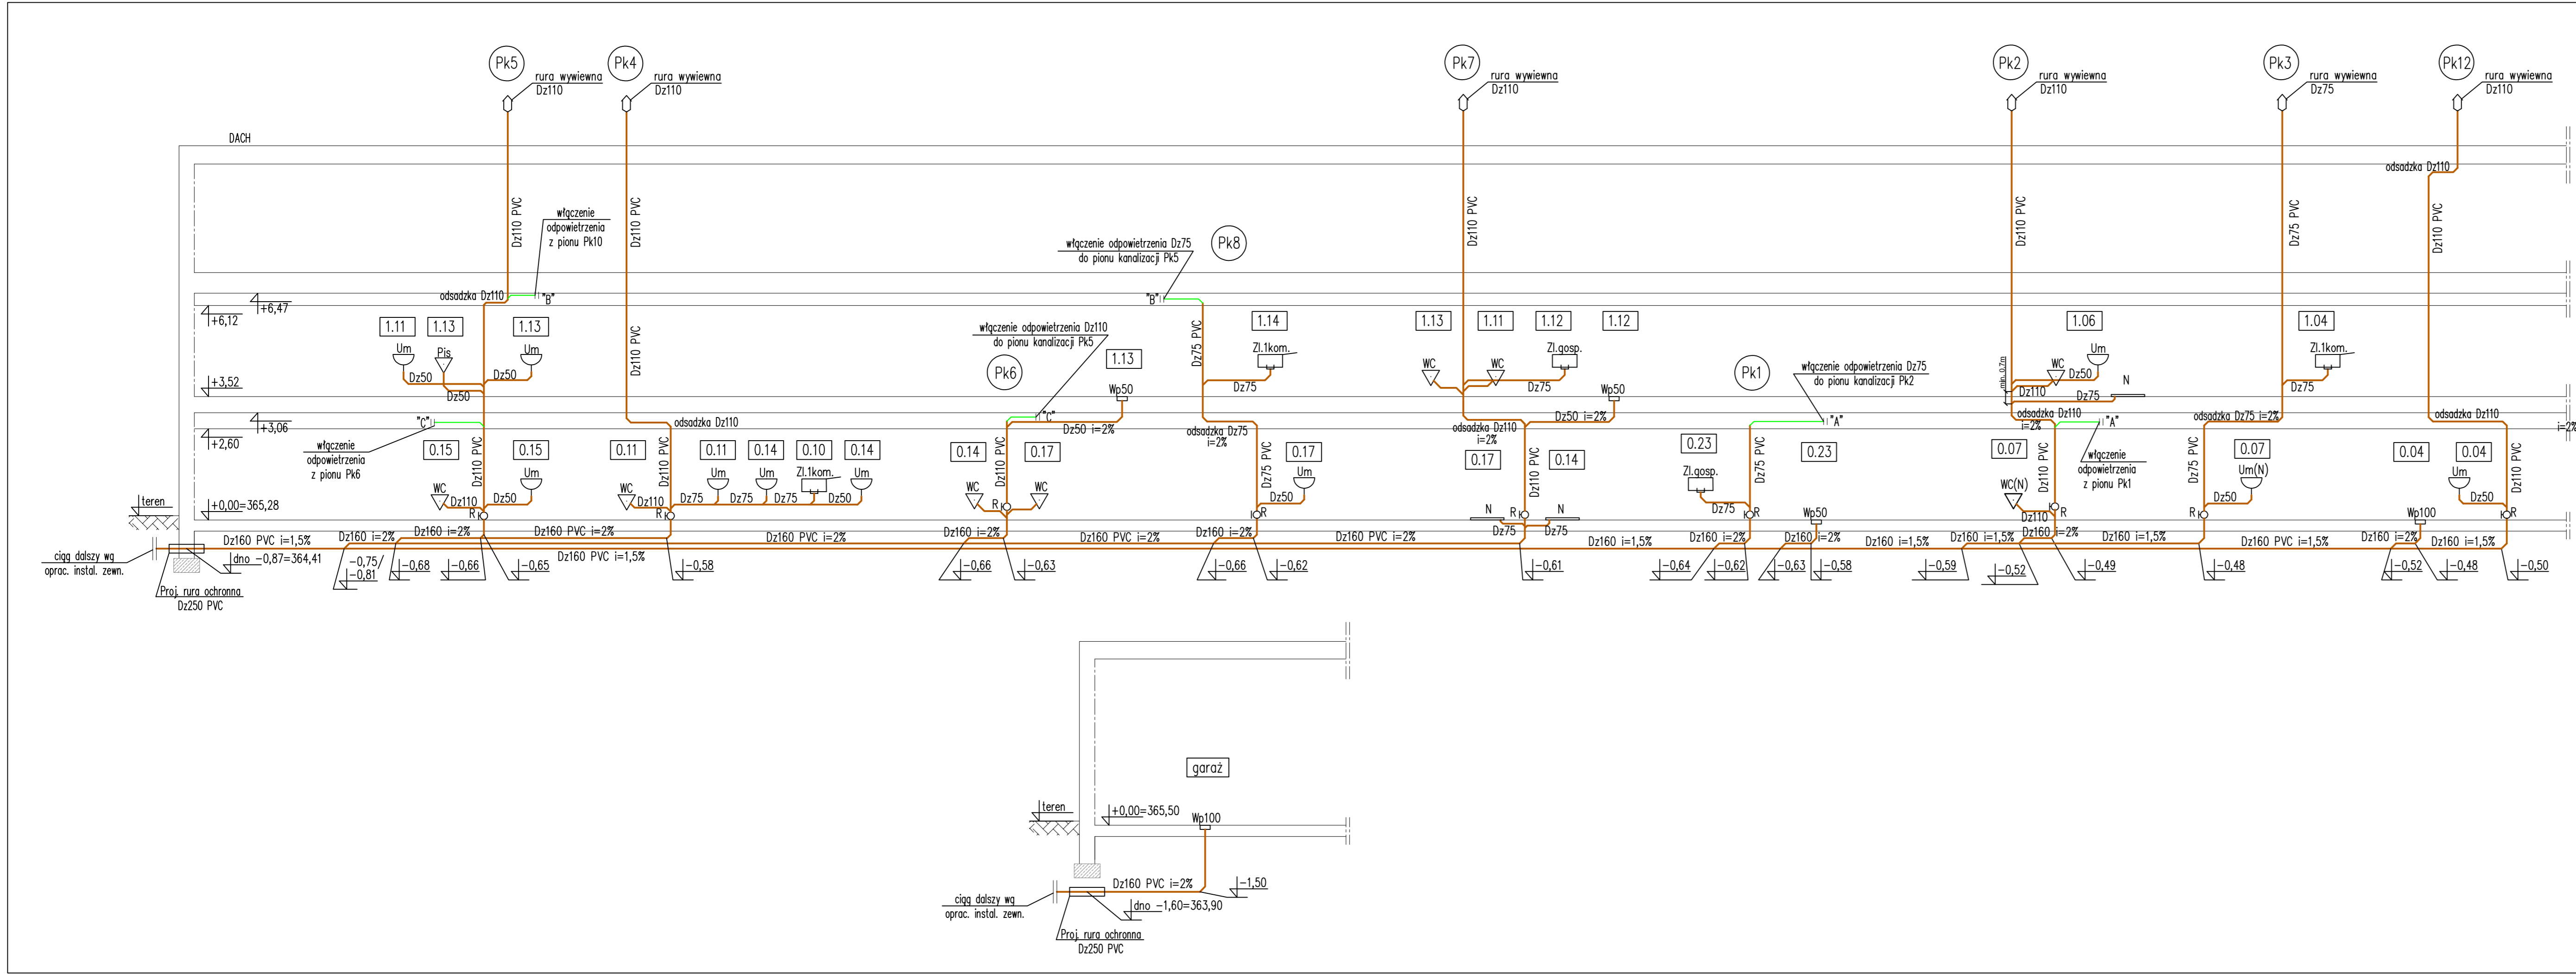 Pk5
rura wywiewna
Dz110
Pk4
rura wywiewna
Dz110
Pk7
rura wywiewna
Dz110
Pk2
rura wywiewna
Dz110
Pk3
rura wywiewna
Dz75
Pk12
rura wywiewna
Dz110
DACH
odsadzka Dz110
Dz110 PVC
włączenie
odpowietrzenia
z pionu Pk10
Dz110 PVC
włączenie odpowietrzenia Dz75
do pionu kanalizacji Pk5
Pk8
Dz110 PVC
Dz110 PVC
Dz75 PVC
Dz110 PVC
+6,47
+6,12
odsadzka Dz110
"B"
"B"
1.11
1.13
1.13
Um
Pis
Um
Dz50
Dz50
Dz50
Dz110 PVC
włączenie odpowietrzenia Dz110
do pionu kanalizacji Pk5
Pk6
1.13
Wp50
Dz75 PVC
1.14
Zl.1kom.
Dz75
1.13
1.11
1.12
1.12
WC
WC
Zl.gosp.
Dz75
Wp50
Pk1
włączenie odpowietrzenia Dz75
do pionu kanalizacji Pk2
1.06
min. 0,7m
WC
Um
Dz50
Dz110
Dz75
N
1.04
Zl.1kom.
Dz75
+3,52
+3,06
+2,60
"C"
włączenie
odpowietrzenia
z pionu Pk6
odsadzka Dz110
"C"
Dz50 i=2%
odsadzka Dz75
i=2%
odsadzka Dz110
i=2%
Dz50 i=2%
"A"
odsadzka Dz110
i=2%
"A"
włączenie
odpowietrzenia
z pionu Pk1
odsadzka Dz75 i=2%
odsadzka Dz110
i=2%
0.15
0.15
WC
Um
Dz110
Dz50
Dz110 PVC
R
0.11
0.11
0.14
0.10
0.14
WC
Um
Um
Zl.1kom.
Um
Dz110
Dz75
Dz75
Dz75
Dz50
Dz110 PVC
R
0.14
0.17
WC
WC
Dz110 PVC
R
0.17
Um
Dz50
Dz75 PVC
R
0.17
0.14
N
N
Dz75
Dz75
Dz110 PVC
R
0.23
0.23
Zl.gosp.
Dz75
Dz75 PVC
R
Wp50
0.07
WC(N)
Dz110
Dz110 PVC
R
0.07
Um(N)
Dz50
Dz75 PVC
R
0.04
0.04
Um
Dz50
Dz110 PVC
R
Wp100
teren
+0,00=365,28
Dz160 PVC i=1,5%
Dz160 i=2%
Dz160 i=2%
Dz160 PVC i=2%
Dz160 PVC i=1,5%
Dz160 PVC i=2%
Dz160 i=2%
Dz160 PVC i=2%
Dz160 i=2%
Dz160 PVC i=2%
Dz160 i=1,5%
Dz160 i=2%
Dz160 i=2%
Dz160 i=1,5%
Dz160 i=1,5%
Dz160 i=2%
Dz160 i=1,5%
Dz160 PVC i=1,5%
Dz160 i=2%
Dz160 i=1,5%
ciąg dalszy wg
oprac. instal. zewn.
Proj. rura ochronna
Dz250 PVC
dno -0,87=364,41
-0,75/
-0,81
-0,68
-0,66
-0,65
-0,58
-0,66
-0,63
-0,66
-0,62
-0,61
-0,64
-0,62
-0,63
-0,58
-0,59
-0,52
-0,49
-0,48
-0,52
-0,48
-0,50
garaż
teren
+0,00=365,50
Wp100
Dz160 PVC i=2%
-1,50
ciąg dalszy wg
oprac. instal. zewn.
dno -1,60=363,90
Proj. rura ochronna
Dz250 PVC